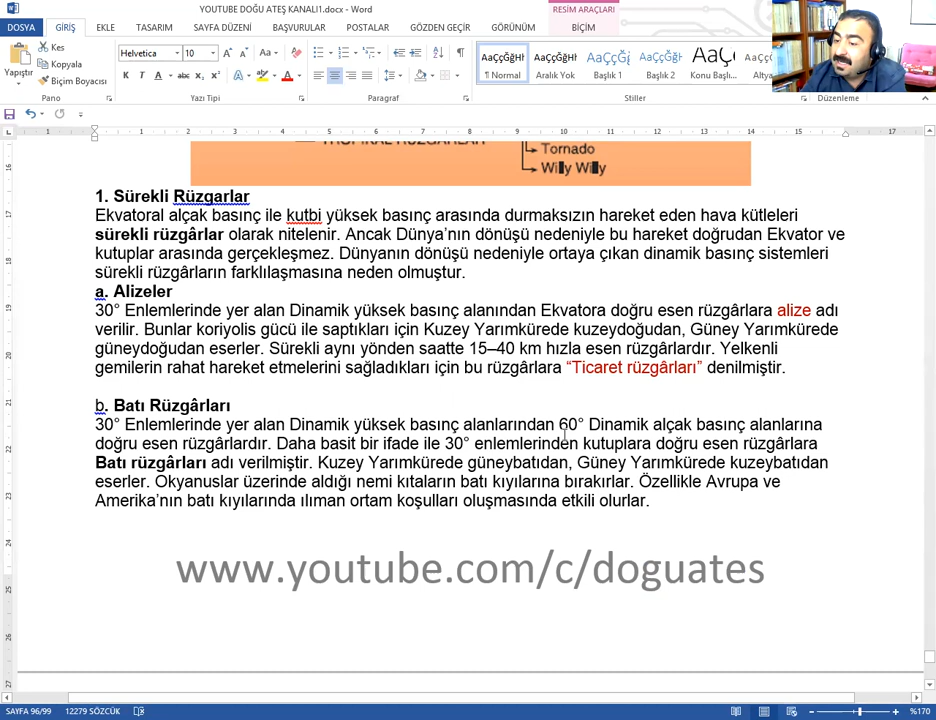 YOUTUBE DOĞU ATEŞ KANALI1.docx - Word
RESİM ARAÇLARI
DOSYA GİRİŞ EKLE TASARIM SAYFA DÜZENİ BAŞVURULAR POSTALAR GÖZDEN GEÇİR GÖRÜNÜM BİÇİM
Yapıştır
Kes
Kopyala
Biçim Boyacısı
Helvetica 10
AaÇçĞğHł AaÇçĞğHł AaÇçĞğ AaÇçĞğH AaÇ AaÇç
¶ Normal Aralık Yok Başlık 1 Başlık 2 Konu Başl... Altya
Pano Yazı Tipi Paragraf Stiller Düzenleme
Tornado
Willy Willy
1. Sürekli Rüzgarlar
Ekvatoral alçak basınç ile kutbi yüksek basınç arasında durmaksızın hareket eden hava kütleleri
sürekli rüzgârlar olarak nitelenir. Ancak Dünya’nın dönüşü nedeniyle bu hareket doğrudan Ekvator ve
kutuplar arasında gerçekleşmez. Dünyanın dönüşü nedeniyle ortaya çıkan dinamik basınç sistemleri
sürekli rüzgârların farklılaşmasına neden olmuştur.
a. Alizeler
30° Enlemlerinde yer alan Dinamik yüksek basınç alanından Ekvatora doğru esen rüzgârlara alize adı
verilir. Bunlar koriyolis gücü ile saptıkları için Kuzey Yarımkürede kuzeydoğudan, Güney Yarımkürede
güneydoğudan eserler. Sürekli aynı yönden saatte 15–40 km hızla esen rüzgârlardır. Yelkenli
gemilerin rahat hareket etmelerini sağladıkları için bu rüzgârlara “Ticaret rüzgârları” denilmiştir.
b. Batı Rüzgârları
30° Enlemlerinde yer alan Dinamik yüksek basınç alanlarından 60° Dinamik alçak basınç alanlarına
doğru esen rüzgârlardır. Daha basit bir ifade ile 30° enlemlerinden kutuplara doğru esen rüzgârlara
Batı rüzgârları adı verilmiştir. Kuzey Yarımkürede güneybatıdan, Güney Yarımkürede kuzeybatıdan
eserler. Okyanuslar üzerinde aldığı nemi kıtaların batı kıyılarına bırakırlar. Özellikle Avrupa ve
Amerika’nın batı kıyılarında ılıman ortam koşulları oluşmasında etkili olurlar.
www.youtube.com/c/doguates
SAYFA 96/99 12279 SÖZCÜK %170